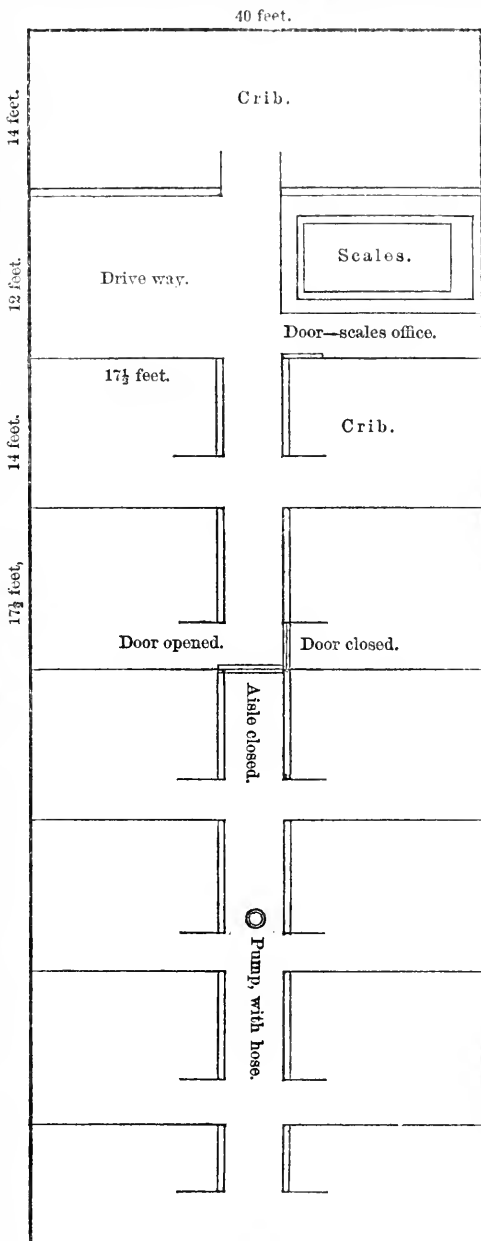 40 feet.
14 feet.
Crib.
12 feet.
Drive way.
Scales.
Door—scales office.
17½ feet.
14 feet.
Crib.
17½ feet,
Door opened.
Door closed.
Aisle closed.
Pump, with hose.